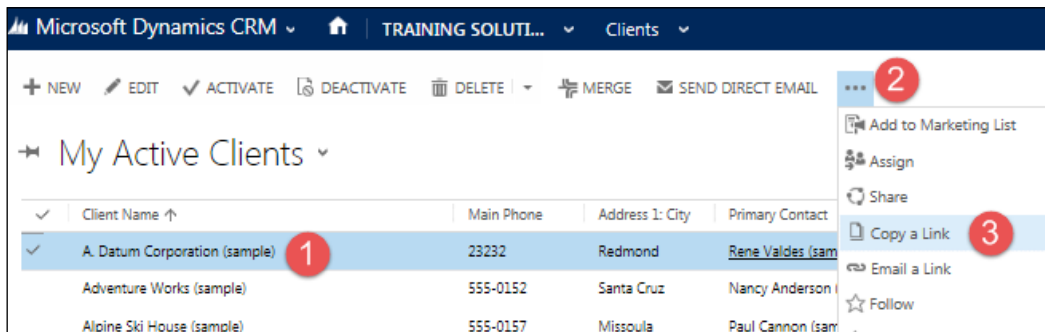 Microsoft Dynamics CRM TRAINING SOLUTI... Clients
+ NEW EDIT ACTIVATE DEACTIVATE DELETE MERGE SEND DIRECT EMAIL ... 2
Add to Marketing List
My Active Clients
Assign
Share
Client Name Main Phone Address 1: City Primary Contact
Copy a Link 3
A. Datum Corporation (sample) 1 23232 Redmond Rene Valdes (sam
Email a Link
Adventure Works (sample) 555-0152 Santa Cruz Nancy Anderson (
Follow
Alpine Ski House (sample) 555-0157 Missoula Paul Cannon (sam